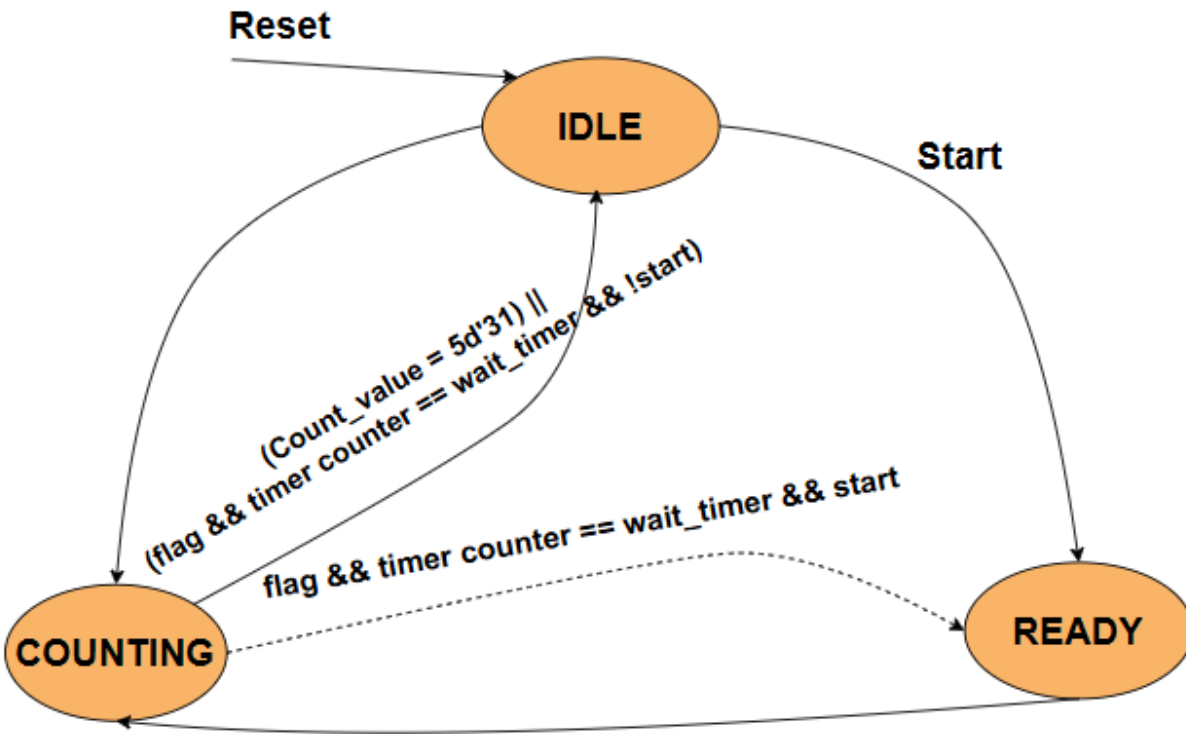 Reset
IDLE
Start
(Count_value = 5d'31) ||
(flag && timer counter == wait_timer && !start)
flag && timer counter == wait_timer && start
COUNTING
READY